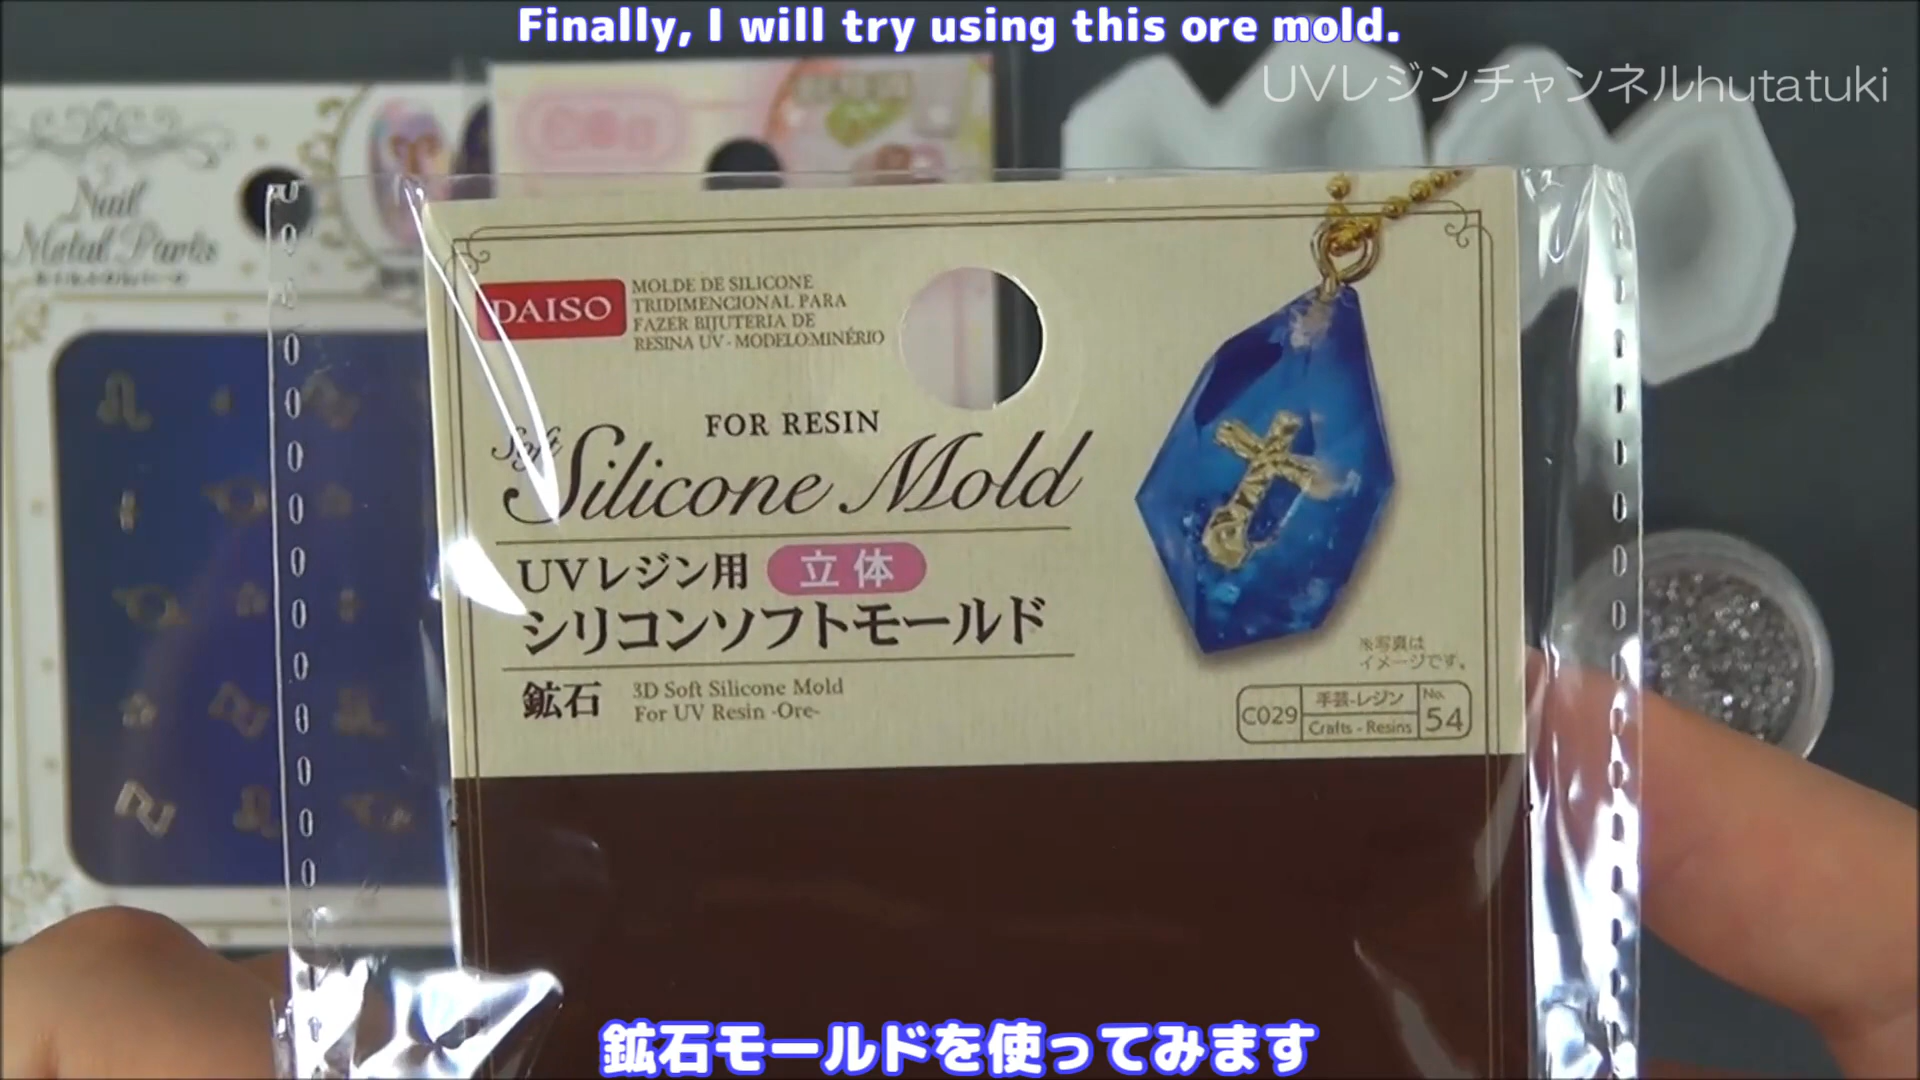 Finally, I will try using this ore mold.
UVレジンチャンネルhutatuki
Nail
Metal Parts
DAISO
MOLDE DE SILICONE
TRIDIMENCIONAL PARA
FAZER BIJUTERIA DE
RESINA UV - MODELO:MINÉRIO
FOR RESIN
Soft
Silicone Mold
UVレジン用 立体
シリコンソフトモールド
鉱石
3D Soft Silicone Mold
For UV Resin -Ore-
※写真は
イメージです。
C029
手芸-レジン
Crafts - Resins
No.
54
鉱石モールドを使ってみます